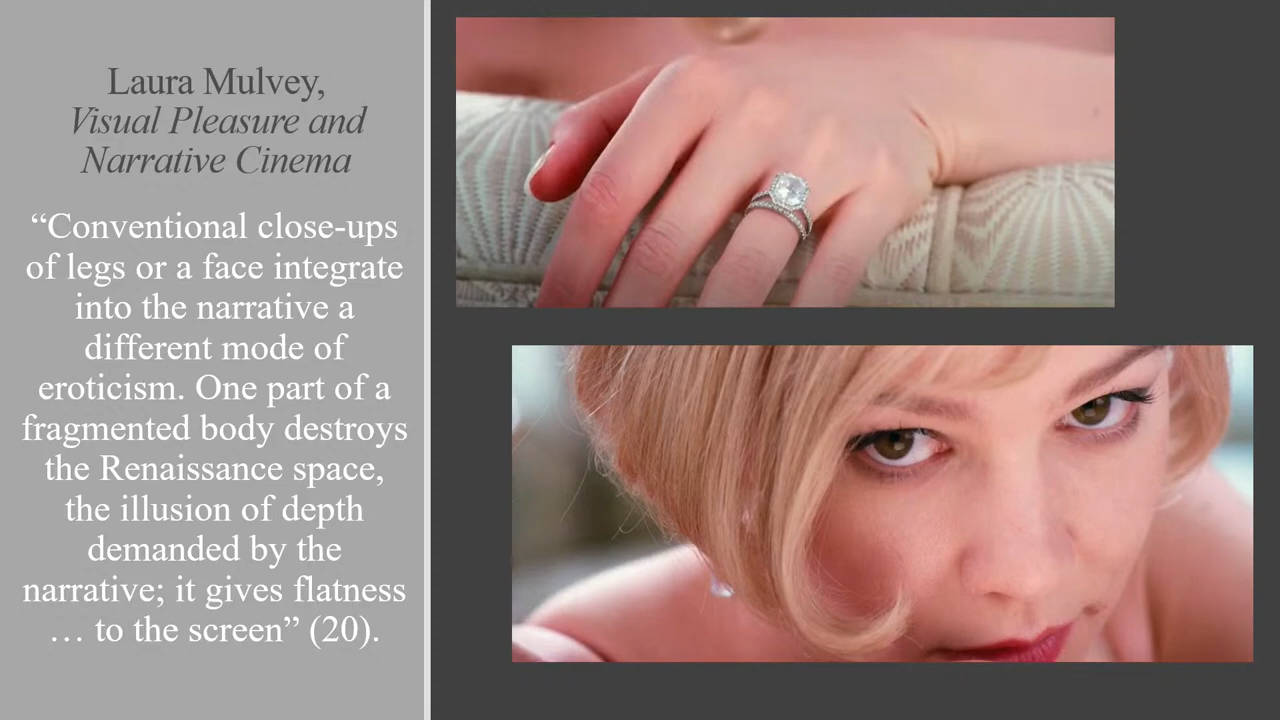 Laura Mulvey,
Visual Pleasure and
Narrative Cinema
“Conventional close-ups
of legs or a face integrate
into the narrative a
different mode of
eroticism. One part of a
fragmented body destroys
the Renaissance space,
the illusion of depth
demanded by the
narrative; it gives flatness
… to the screen” (20).